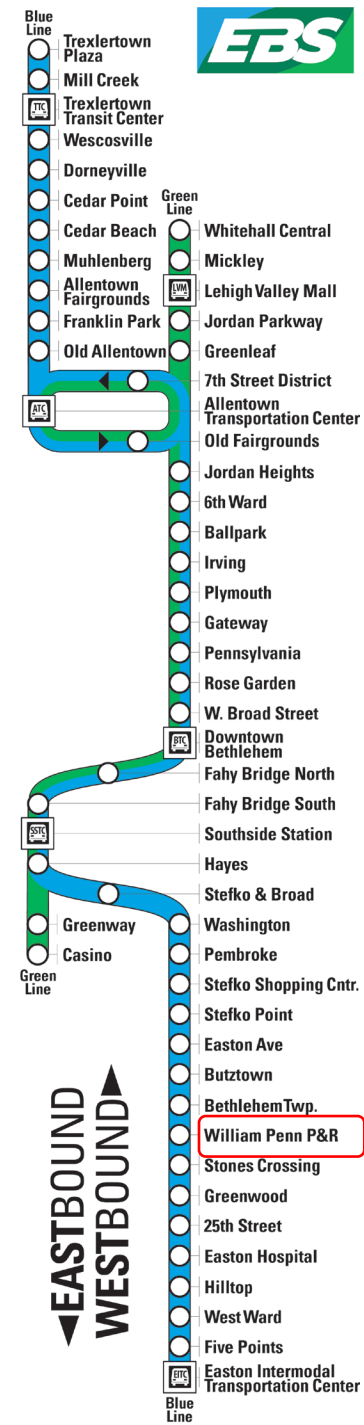 Blue
Line
EBS
Trexlertown
Plaza
Mill Creek
TTC
Trexlertown
Transit Center
Wescosville
Dorneyville
Cedar Point
Green
Line
Cedar Beach
Whitehall Central
Muhlenberg
Mickley
Allentown
Fairgrounds
LVM
Lehigh Valley Mall
Franklin Park
Jordan Parkway
Old Allentown
Greenleaf
7th Street District
ATC
Allentown
Transportation Center
Old Fairgrounds
Jordan Heights
6th Ward
Ballpark
Irving
Plymouth
Gateway
Pennsylvania
Rose Garden
W. Broad Street
BTC
Downtown
Bethlehem
Fahy Bridge North
Fahy Bridge South
SSTC
Southside Station
Hayes
Stefko & Broad
Greenway
Washington
Casino
Pembroke
Green
Line
Stefko Shopping Cntr.
Stefko Point
Easton Ave
Butztown
Bethlehem Twp.
William Penn P&R
Stones Crossing
Greenwood
25th Street
Easton Hospital
Hilltop
West Ward
Five Points
EASTBOUND
WESTBOUND
EITC
Easton Intermodal
Transportation Center
Blue
Line